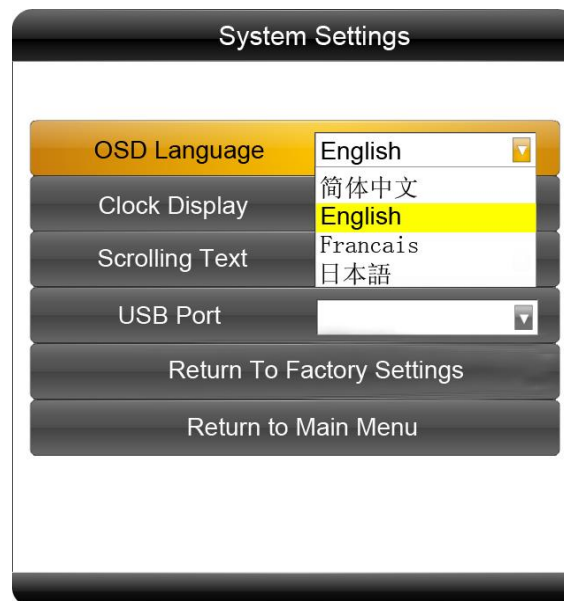 System Settings
OSD Language English
简体中文
Clock Display
English
Scrolling Text
Francais
日本語
USB Port
Return To Factory Settings
Return to Main Menu